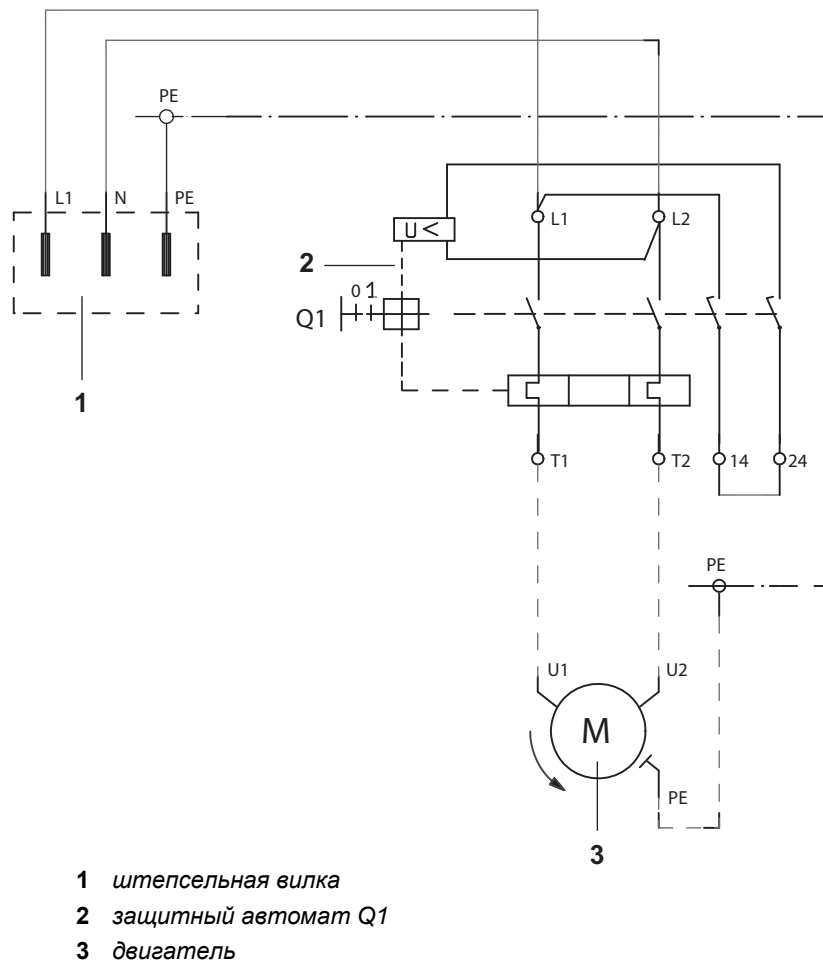 PE
L1 N PE
L1 L2
U<
2
0 1
Q1
1
T1 T2 14 24
PE
U1 U2
M
PE
3
1 штепсельная вилка
2 защитный автомат Q1
3 двигатель